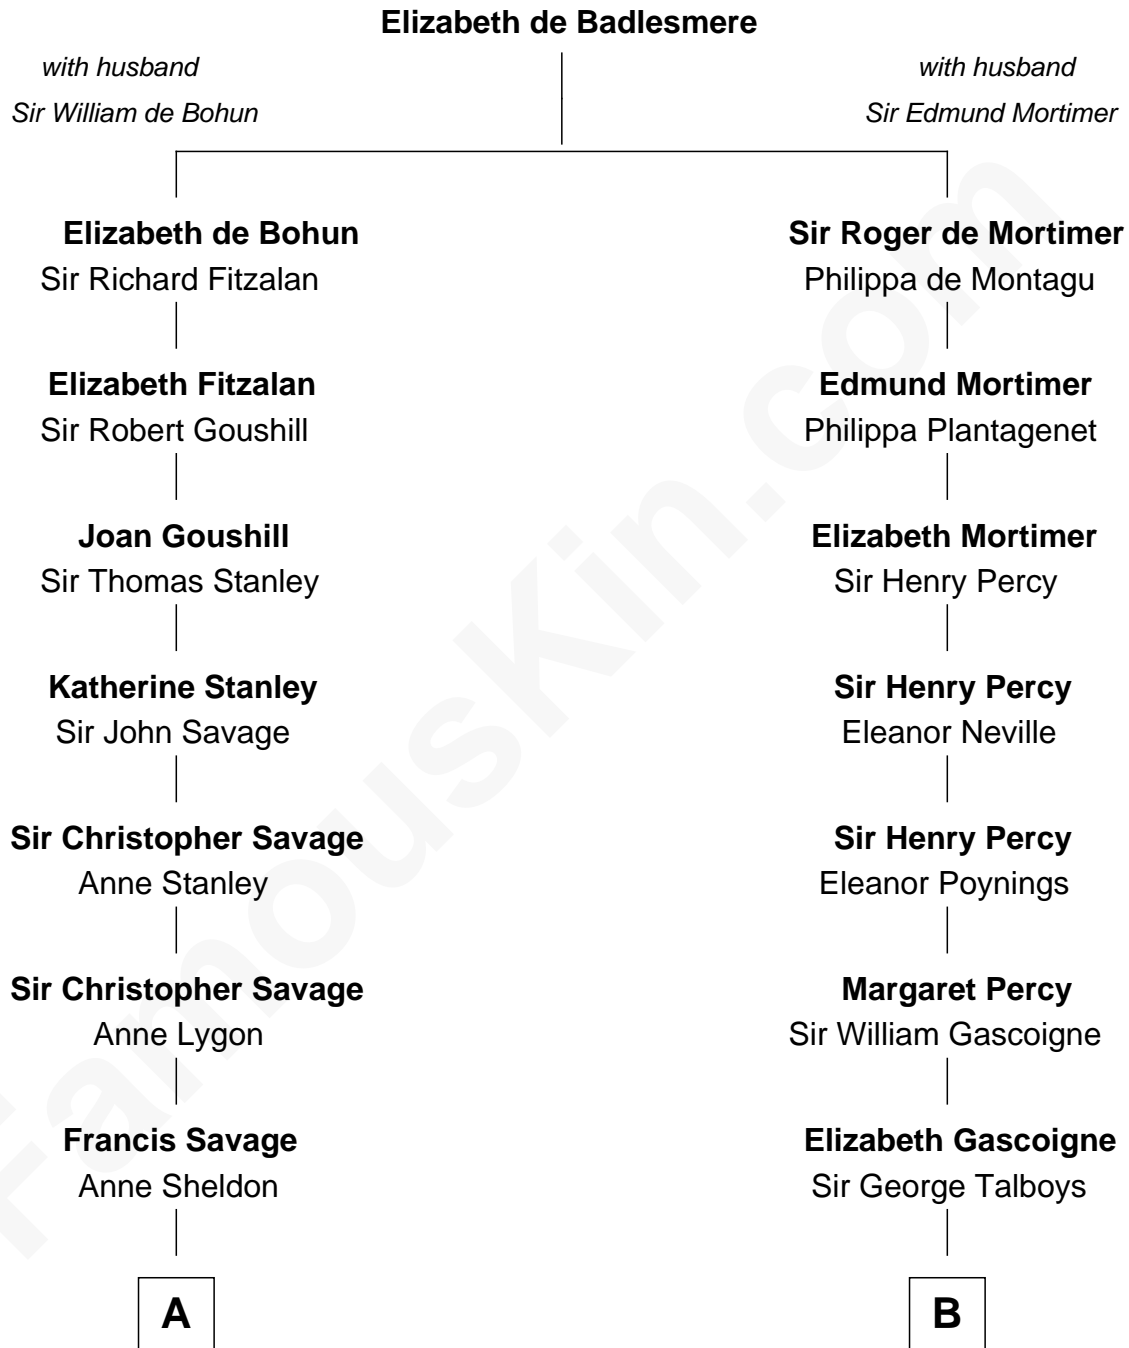 Elizabeth de Badlesmere
with husband
Sir William de Bohun
with husband
Sir Edmund Mortimer
Elizabeth de Bohun
Sir Richard Fitzalan
Sir Roger de Mortimer
Philippa de Montagu
Elizabeth Fitzalan
Sir Robert Goushill
Edmund Mortimer
Philippa Plantagenet
Joan Goushill
Sir Thomas Stanley
Elizabeth Mortimer
Sir Henry Percy
Katherine Stanley
Sir John Savage
Sir Henry Percy
Eleanor Neville
Sir Christopher Savage
Anne Stanley
Sir Henry Percy
Eleanor Poynings
Sir Christopher Savage
Anne Lygon
Margaret Percy
Sir William Gascoigne
Francis Savage
Anne Sheldon
Elizabeth Gascoigne
Sir George Talboys
A
B
FamousKin.com